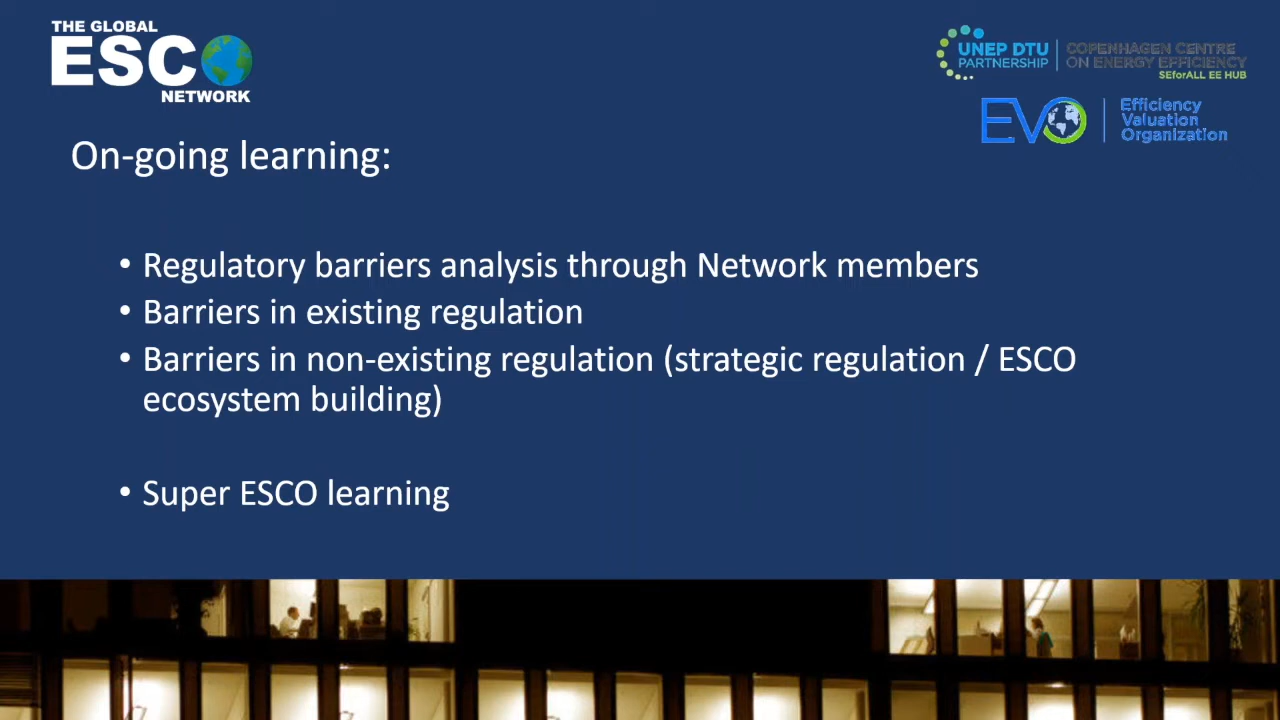 THE GLOBAL
ESCO
NETWORK
UNEP DTU
PARTNERSHIP
COPENHAGEN CENTRE
ON ENERGY EFFICIENCY
SEforALL EE HUB
EVO
Efficiency
Valuation
Organization
On-going learning:
• Regulatory barriers analysis through Network members
• Barriers in existing regulation
• Barriers in non-existing regulation (strategic regulation / ESCO
ecosystem building)
• Super ESCO learning